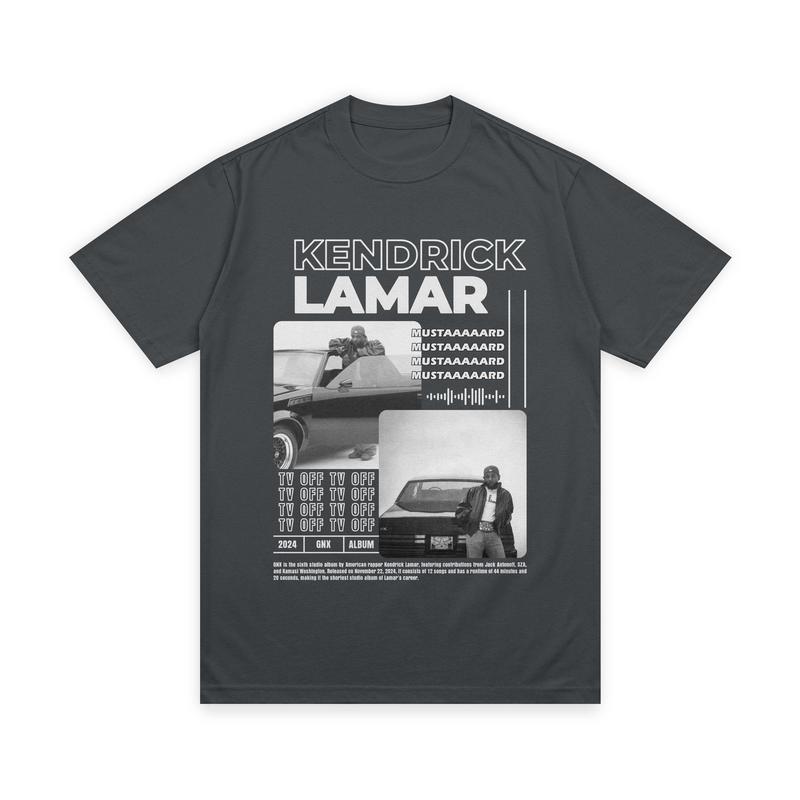 KENDRICK
LAMAR
MUSTAAAAARD
MUSTAAAAARD
MUSTAAAAARD
MUSTAAAAARD
TV OFF TV OFF
TV OFF TV OFF
TV OFF TV OFF
TV OFF TV OFF
2024 GNX ALBUM
GNX is the sixth studio album by American rapper Kendrick Lamar, featuring contributions from Jack Antonoff, SZA,
and Kamasi Washington. Released on November 22, 2024, it consists of 12 songs and has a runtime of 44 minutes and
20 seconds, making it the shortest studio album of Lamar's career.